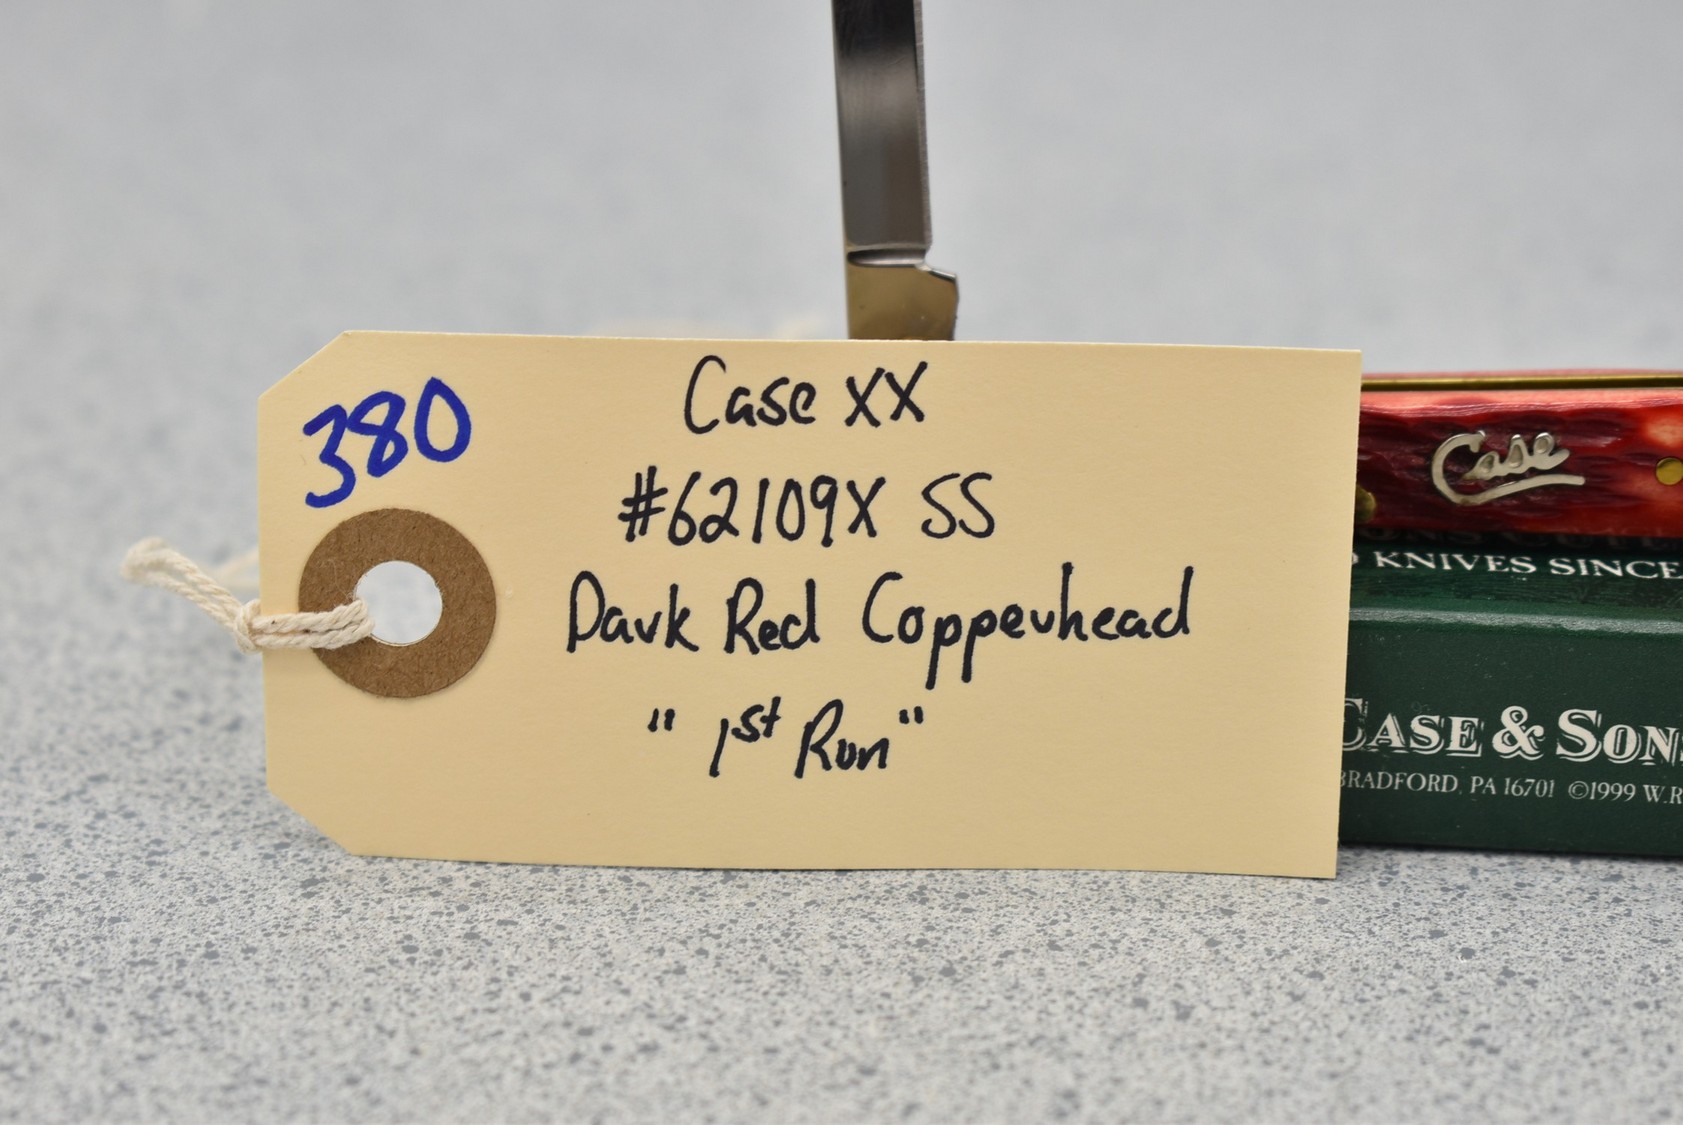 380
Case XX
#62109X SS
Dark Red Copperhead
"1st Run"
Case
KNIVES SINCE
CASE & SONS
BRADFORD, PA 16701 ©1999 W.R